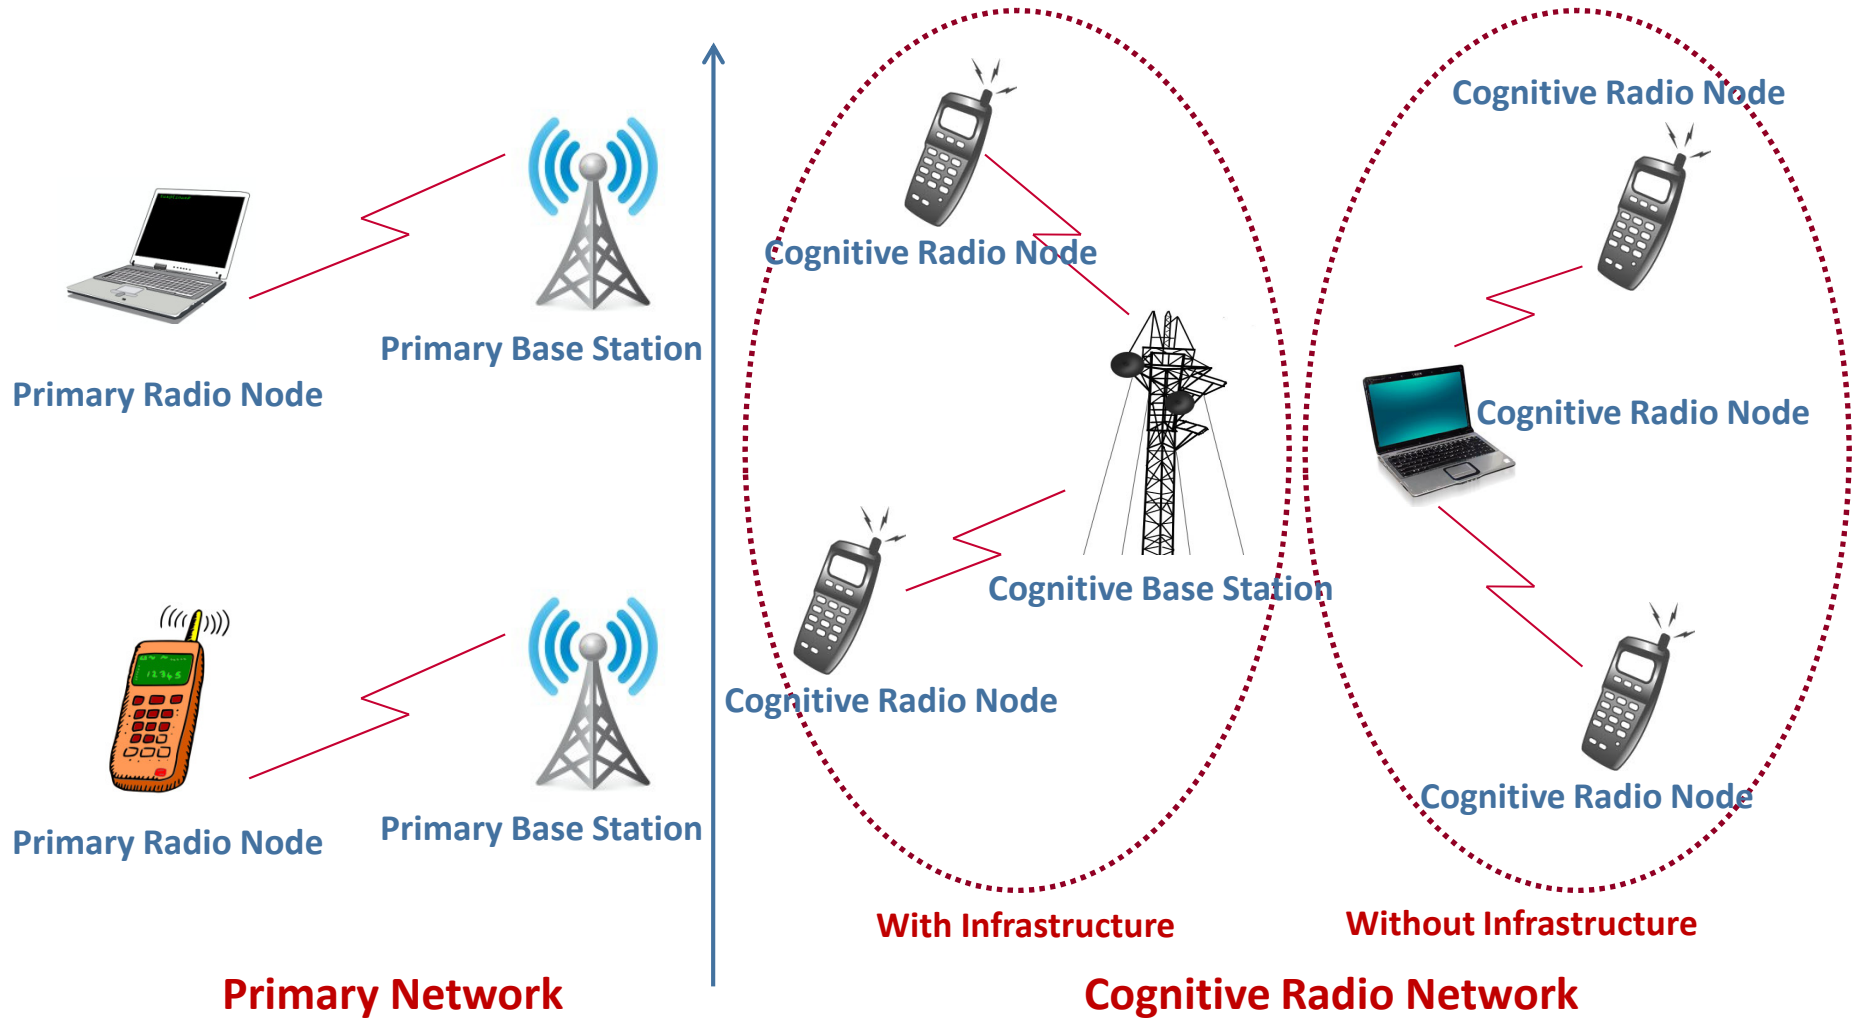 Cognitive Radio Node
Cognitive Radio Node
Primary Base Station
Primary Radio Node
Cognitive Radio Node
Cognitive Base Station
12345
Cognitive Radio Node
Cognitive Radio Node
Primary Base Station
Primary Radio Node
With Infrastructure
Without Infrastructure
Primary Network
Cognitive Radio Network